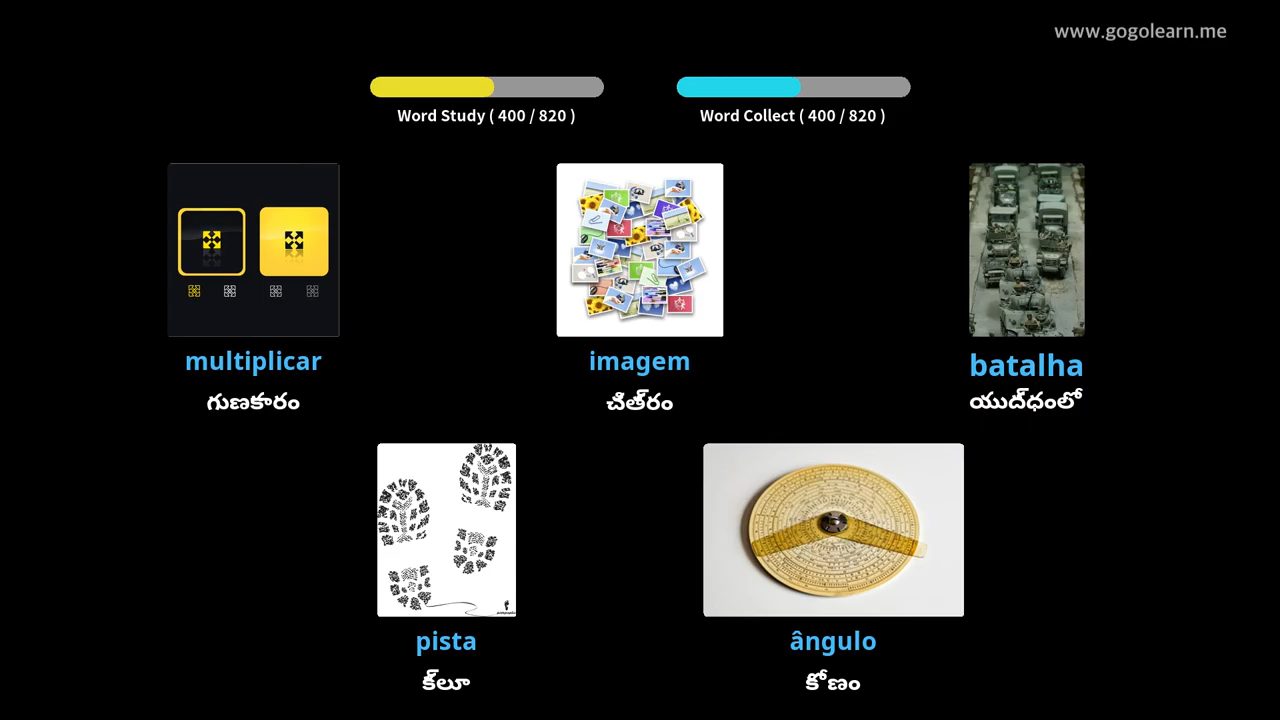 www.gogolearn.me
Word Study ( 400 / 820 )
Word Collect ( 400 / 820 )
multiplicar
గుణకారం
imagem
చిత్‌రం
batalha
యుద్‌ధంలో
pista
క్‌లూ
ângulo
కోణం